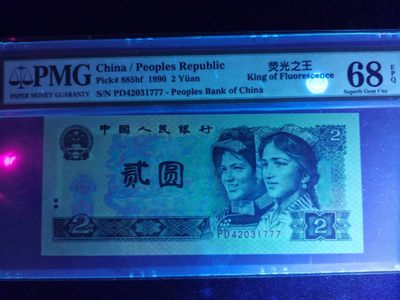 PMG
PAPER MONEY GUARANTY
China / Peoples Republic
Pick# 885bf 1990 2 Yüan
S/N PD42031777 - Peoples Bank of China
荧光之王
King of Fluorescence
68 EPQ
Superb Gem Unc
中国人民银行
2
贰圆
2
2
PD42031777